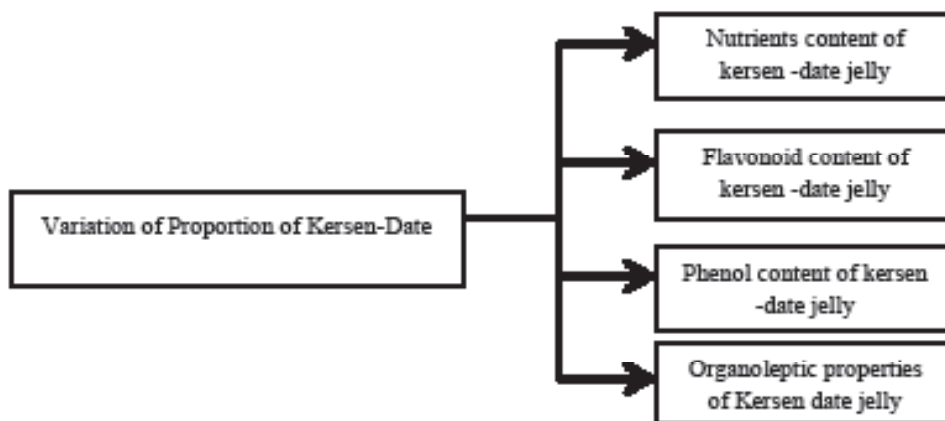 Variation of Proportion of Kersen-Date
Nutrients content of
kersen -date jelly
Flavonoid content of
kersen -date jelly
Phenol content of kersen
-date jelly
Organoleptic properties
of Kersen date jelly